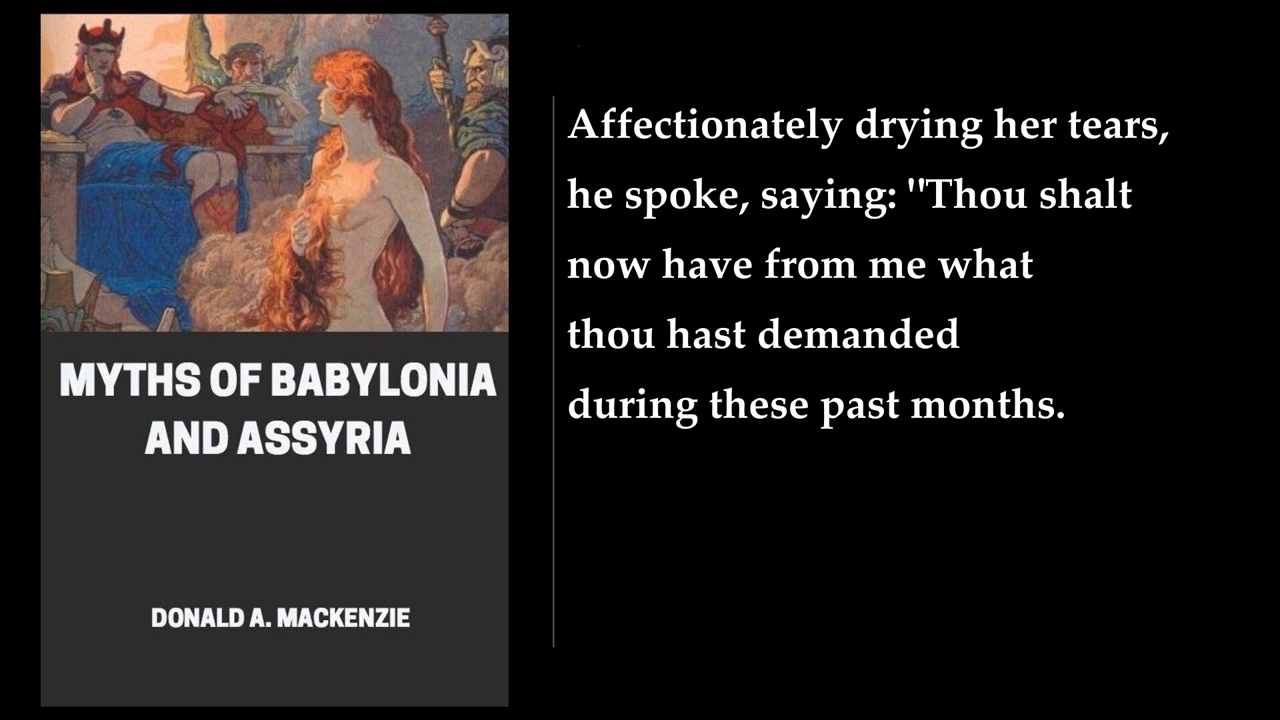 MYTHS OF BABYLONIA
AND ASSYRIA
DONALD A. MACKENZIE
Affectionately drying her tears,
he spoke, saying: "Thou shalt
now have from me what
thou hast demanded
during these past months.